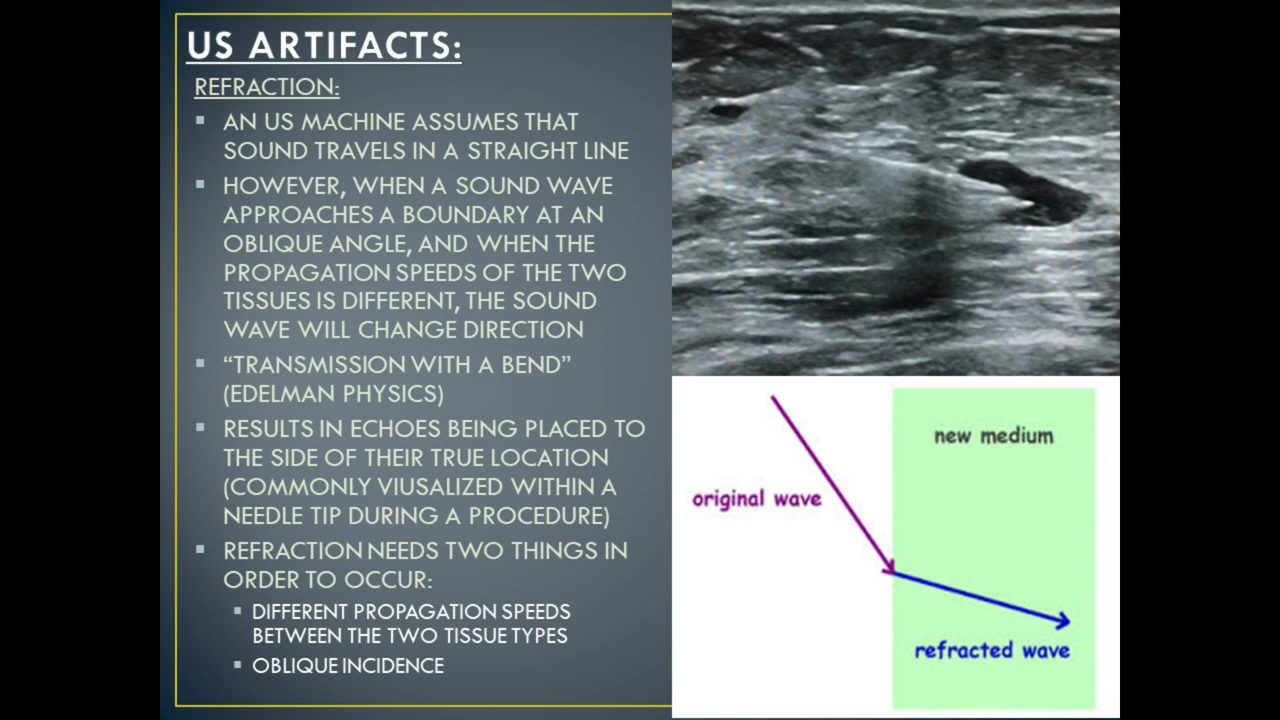 US ARTIFACTS:
REFRACTION:
▪ AN US MACHINE ASSUMES THAT
SOUND TRAVELS IN A STRAIGHT LINE
▪ HOWEVER, WHEN A SOUND WAVE
APPROACHES A BOUNDARY AT AN
OBLIQUE ANGLE, AND WHEN THE
PROPAGATION SPEEDS OF THE TWO
TISSUES IS DIFFERENT, THE SOUND
WAVE WILL CHANGE DIRECTION
▪ “TRANSMISSION WITH A BEND”
(EDELMAN PHYSICS)
▪ RESULTS IN ECHOES BEING PLACED TO
THE SIDE OF THEIR TRUE LOCATION
(COMMONLY VIUSALIZED WITHIN A
NEEDLE TIP DURING A PROCEDURE)
▪ REFRACTION NEEDS TWO THINGS IN
ORDER TO OCCUR:
▪ DIFFERENT PROPAGATION SPEEDS
BETWEEN THE TWO TISSUE TYPES
▪ OBLIQUE INCIDENCE
new medium
original wave
refracted wave